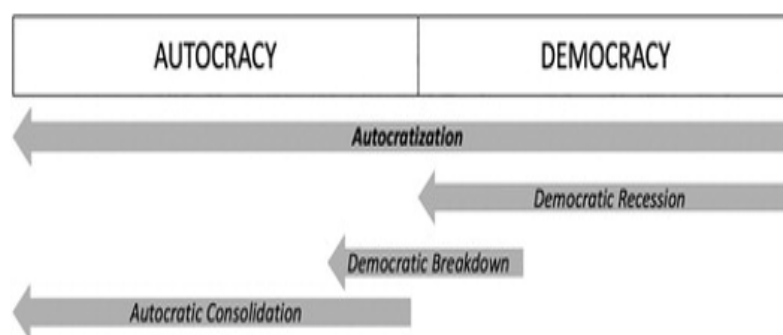 AUTOCRACY DEMOCRACY
Autocratization
Democratic Recession
Democratic Breakdown
Autocratic Consolidation